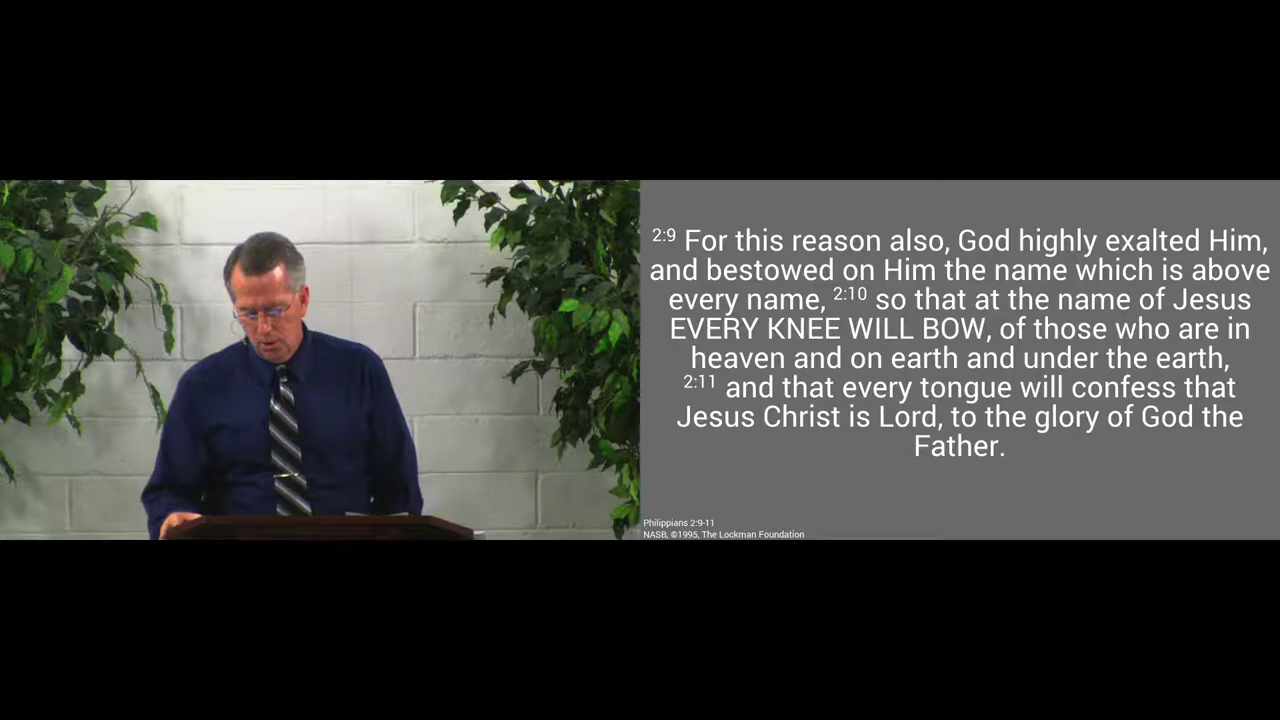 2:9 For this reason also, God highly exalted Him,
and bestowed on Him the name which is above
every name, 2:10 so that at the name of Jesus
EVERY KNEE WILL BOW, of those who are in
heaven and on earth and under the earth,
2:11 and that every tongue will confess that
Jesus Christ is Lord, to the glory of God the
Father.
Philippians 2:9-11
NASB, ©1995, The Lockman Foundation